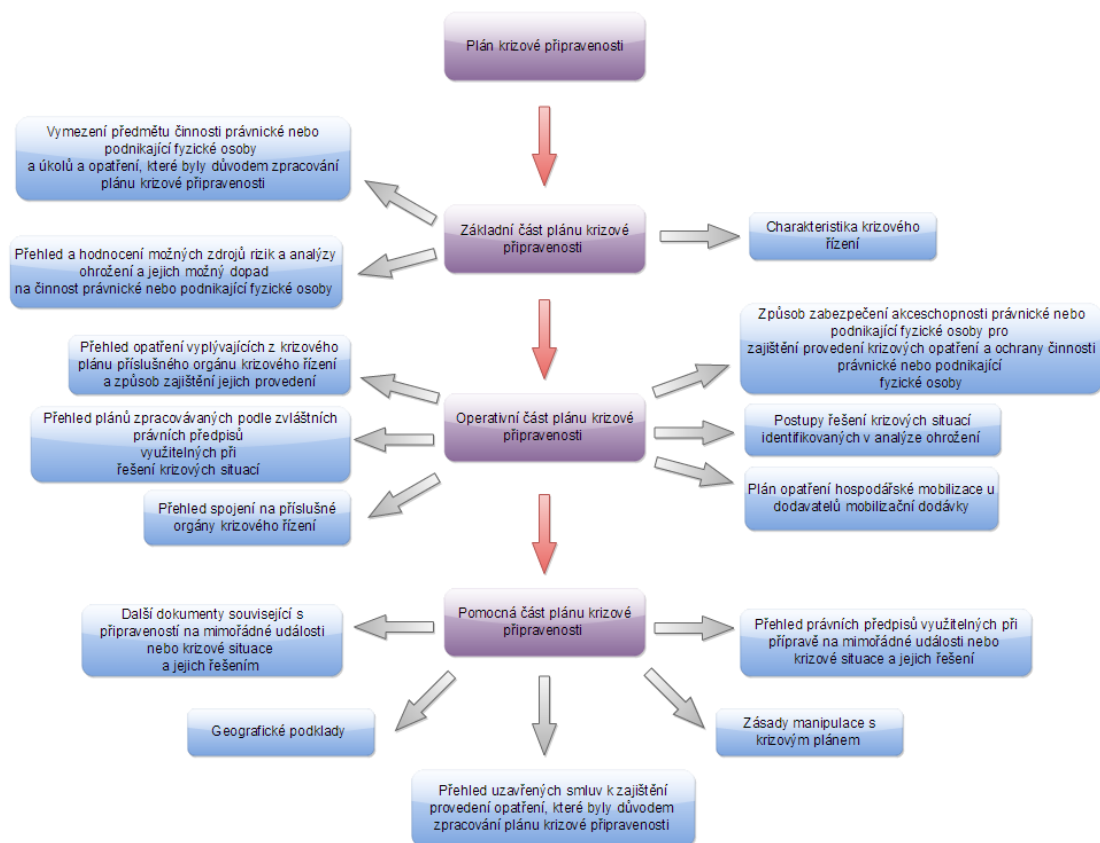 Plán krizové připravenosti
Vymezení předmětu činnosti právnické nebo
podnikající fyzické osoby
a úkolů a opatření, které byly důvodem zpracování
plánu krizové připravenosti
Základní část plánu krizové
připravenosti
Charakteristika krizového
řízení
Přehled a hodnocení možných zdrojů rizik a analýzy
ohrožení a jejich možný dopad
na činnost právnické nebo podnikající fyzické osoby
Způsob zabezpečení akceschopnosti právnické nebo
podnikající fyzické osoby pro
zajištění provedení krizových opatření a ochrany činnosti
právnické nebo podnikající
fyzické osoby
Přehled opatření vyplývajících z krizového
plánu příslušného orgánu krizového řízení
a způsob zajištění jejich provedení
Operativní část plánu krizové
připravenosti
Postupy řešení krizových situací
identifikovaných v analýze ohrožení
Přehled plánů zpracovávaných podle zvláštních
právních předpisů
využitelných při
řešení krizových situací
Plán opatření hospodářské mobilizace u
dodavatelů mobilizační dodávky
Přehled spojení na příslušné
orgány krizového řízení
Další dokumenty související s
připraveností na mimořádné události
nebo krizové situace
a jejich řešením
Pomocná část plánu krizové
připravenosti
Přehled právních předpisů využitelných při
přípravě na mimořádné události nebo
krizové situace a jejich řešení
Geografické podklady
Zásady manipulace s
krizovým plánem
Přehled uzavřených smluv k zajištění
provedení opatření, které byly důvodem
zpracování plánu krizové připravenosti